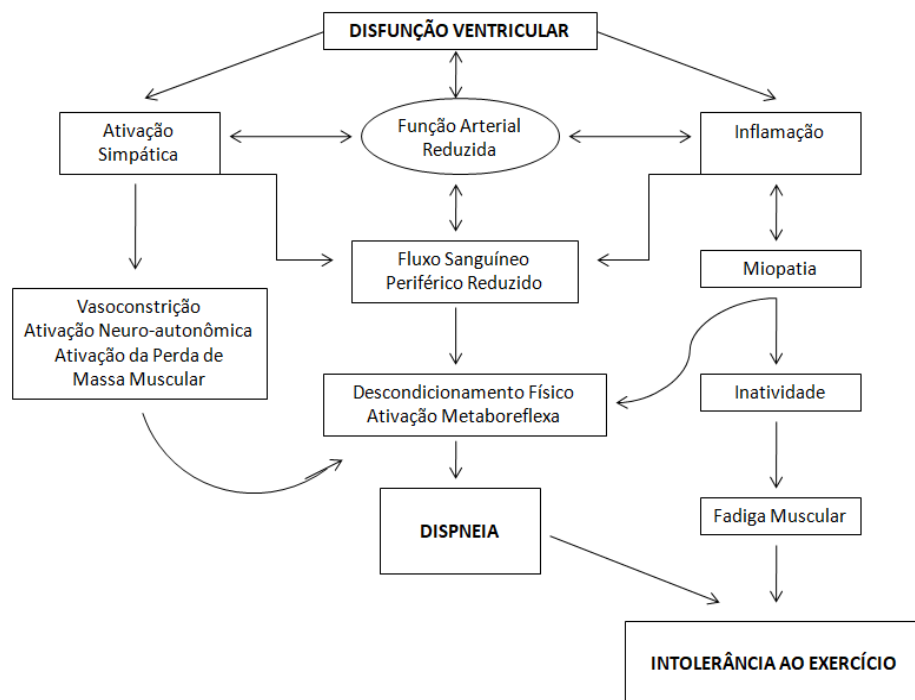 DISFUNÇÃO VENTRICULAR
Ativação
Simpática
Função Arterial
Reduzida
Inflamação
Fluxo Sanguíneo
Periférico Reduzido
Miopatia
Vasoconstrição
Ativação Neuro-autonômica
Ativação da Perda de
Massa Muscular
Descondicionamento Físico
Ativação Metaboreflexa
Inatividade
DISPNEIA
Fadiga Muscular
INTOLERÂNCIA AO EXERCÍCIO